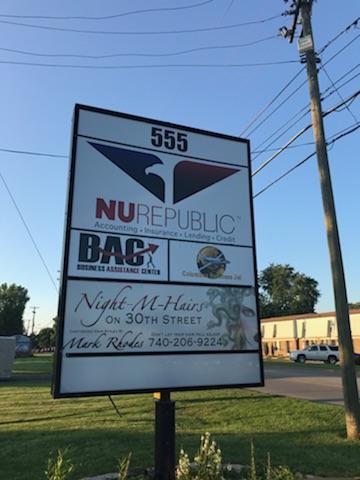 555
NUREPUBLIC™
Accounting • Insurance • Lending • Credit
BAC
BUSINESS ASSISTANCE CENTER
Night-M-Hairs
ON 30TH STREET
Mark Rhodes 740-206-9224